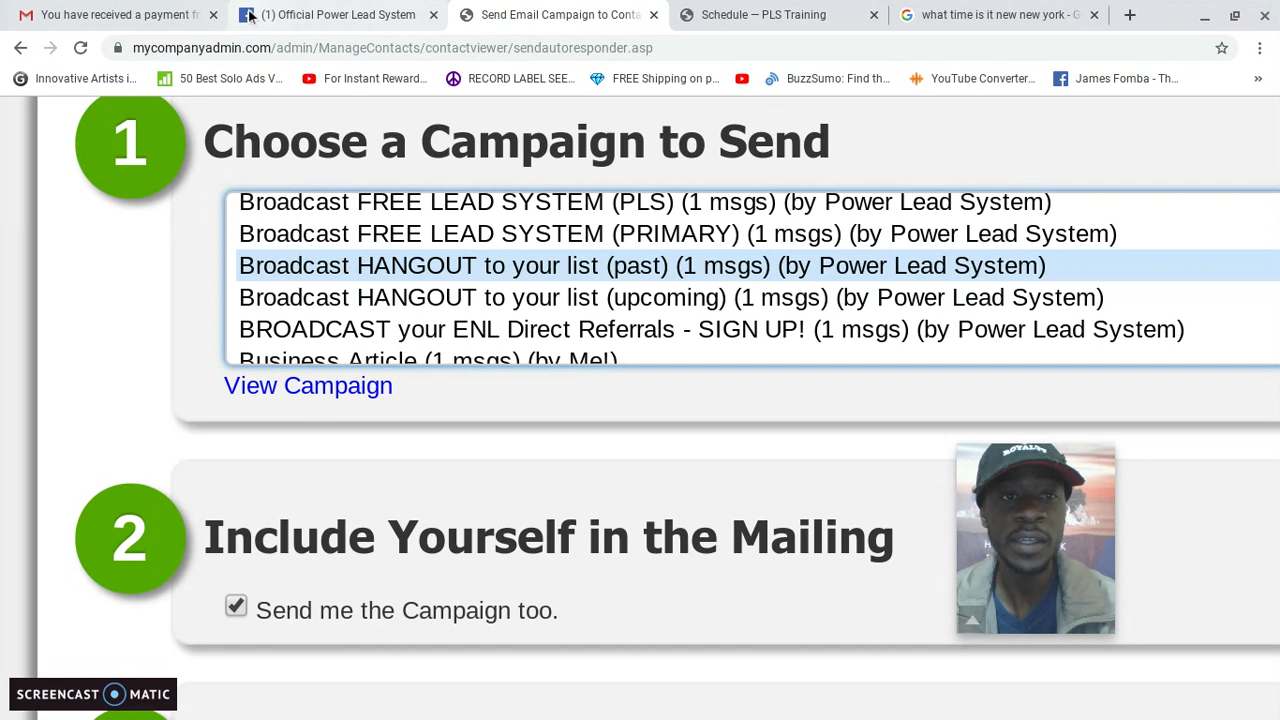 You have received a payment fr
(1) Official Power Lead System
Send Email Campaign to Conta
Schedule — PLS Training
what time is it new new york - G
mycompanyadmin.com/admin/ManageContacts/contactviewer/sendautoresponder.asp
Innovative Artists i…
50 Best Solo Ads V…
For Instant Reward…
RECORD LABEL SEE…
FREE Shipping on p…
BuzzSumo: Find th…
YouTube Converter…
James Fomba - Th…
»
1
Choose a Campaign to Send
Broadcast FREE LEAD SYSTEM (PLS) (1 msgs) (by Power Lead System)
Broadcast FREE LEAD SYSTEM (PRIMARY) (1 msgs) (by Power Lead System)
Broadcast HANGOUT to your list (past) (1 msgs) (by Power Lead System)
Broadcast HANGOUT to your list (upcoming) (1 msgs) (by Power Lead System)
BROADCAST your ENL Direct Referrals - SIGN UP! (1 msgs) (by Power Lead System)
Business Article (1 msgs) (by Me!)
View Campaign
2
Include Yourself in the Mailing
Send me the Campaign too.
ROYALTY
SCREENCAST MATIC